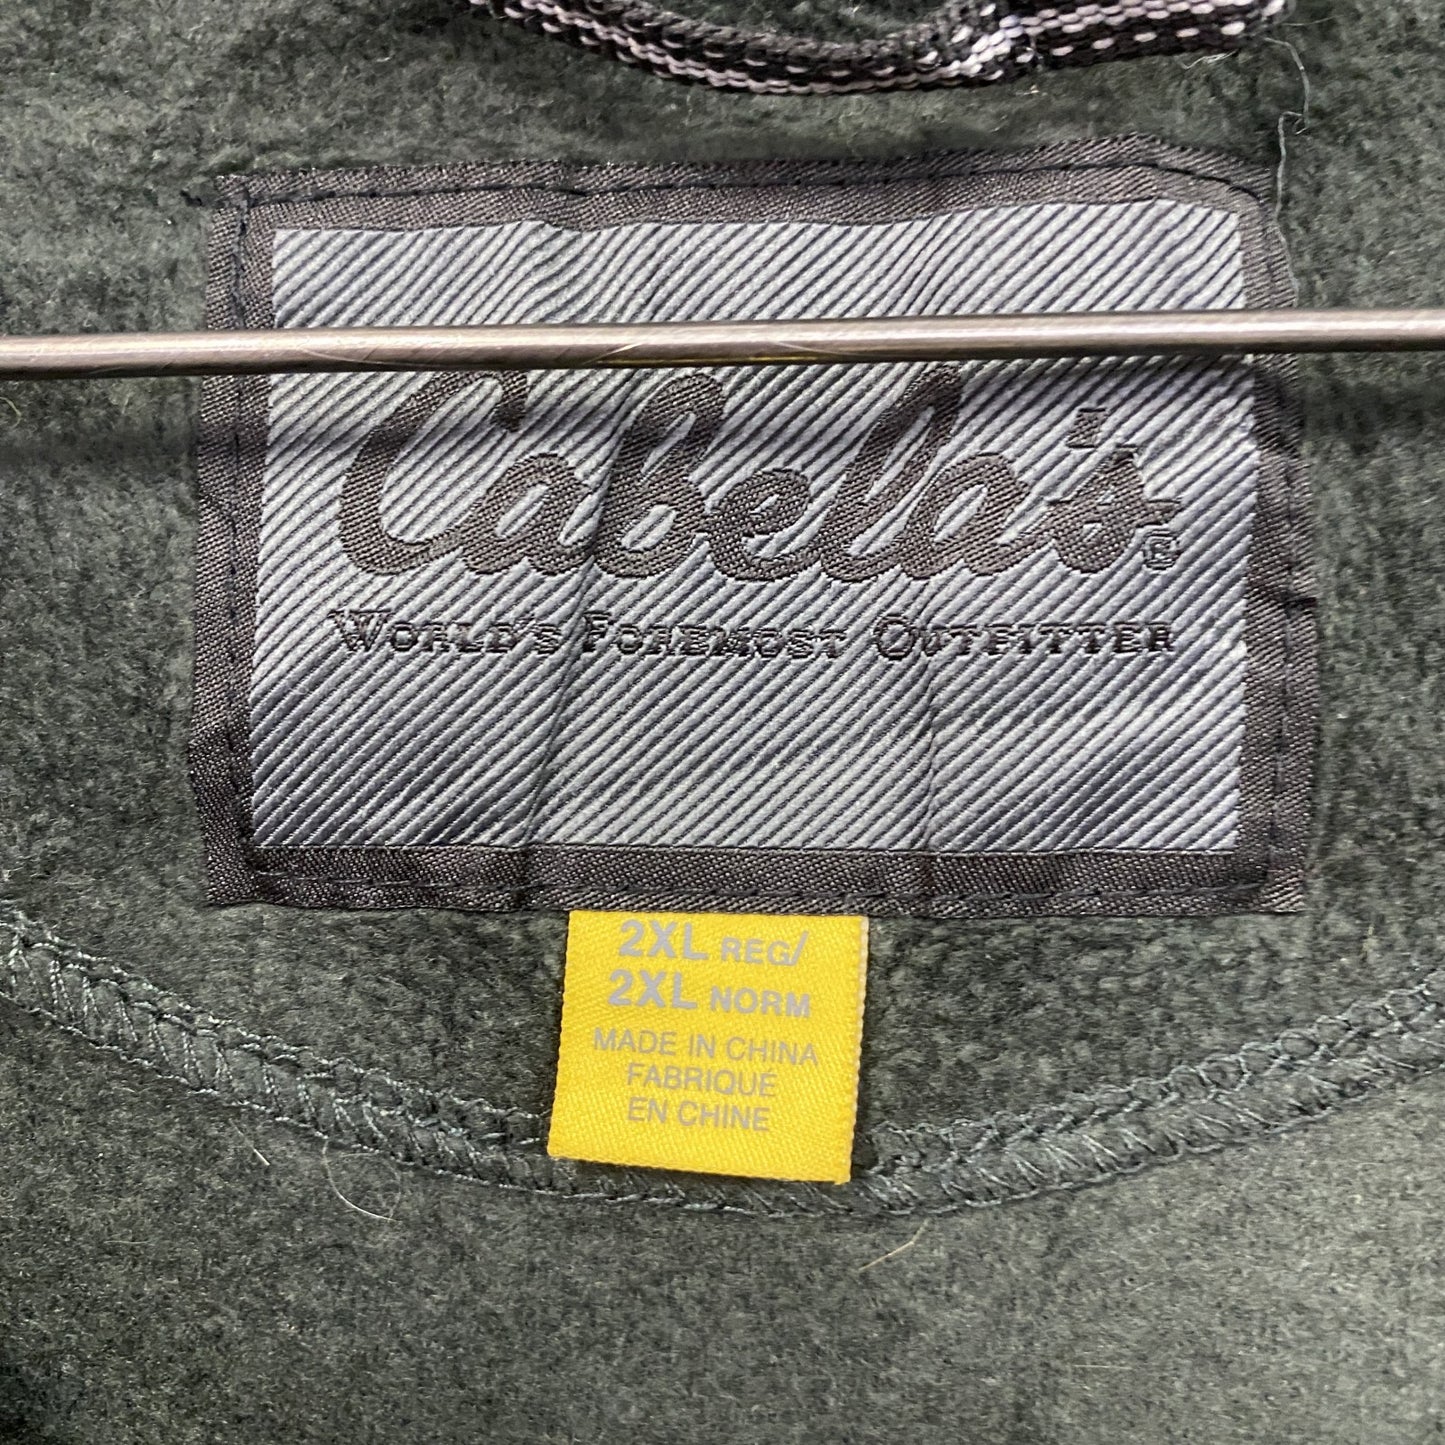 Cabela's®
WORLD'S FOREMOST OUTFITTER
2XL REG/
2XL NORM
MADE IN CHINA
FABRIQUE
EN CHINE